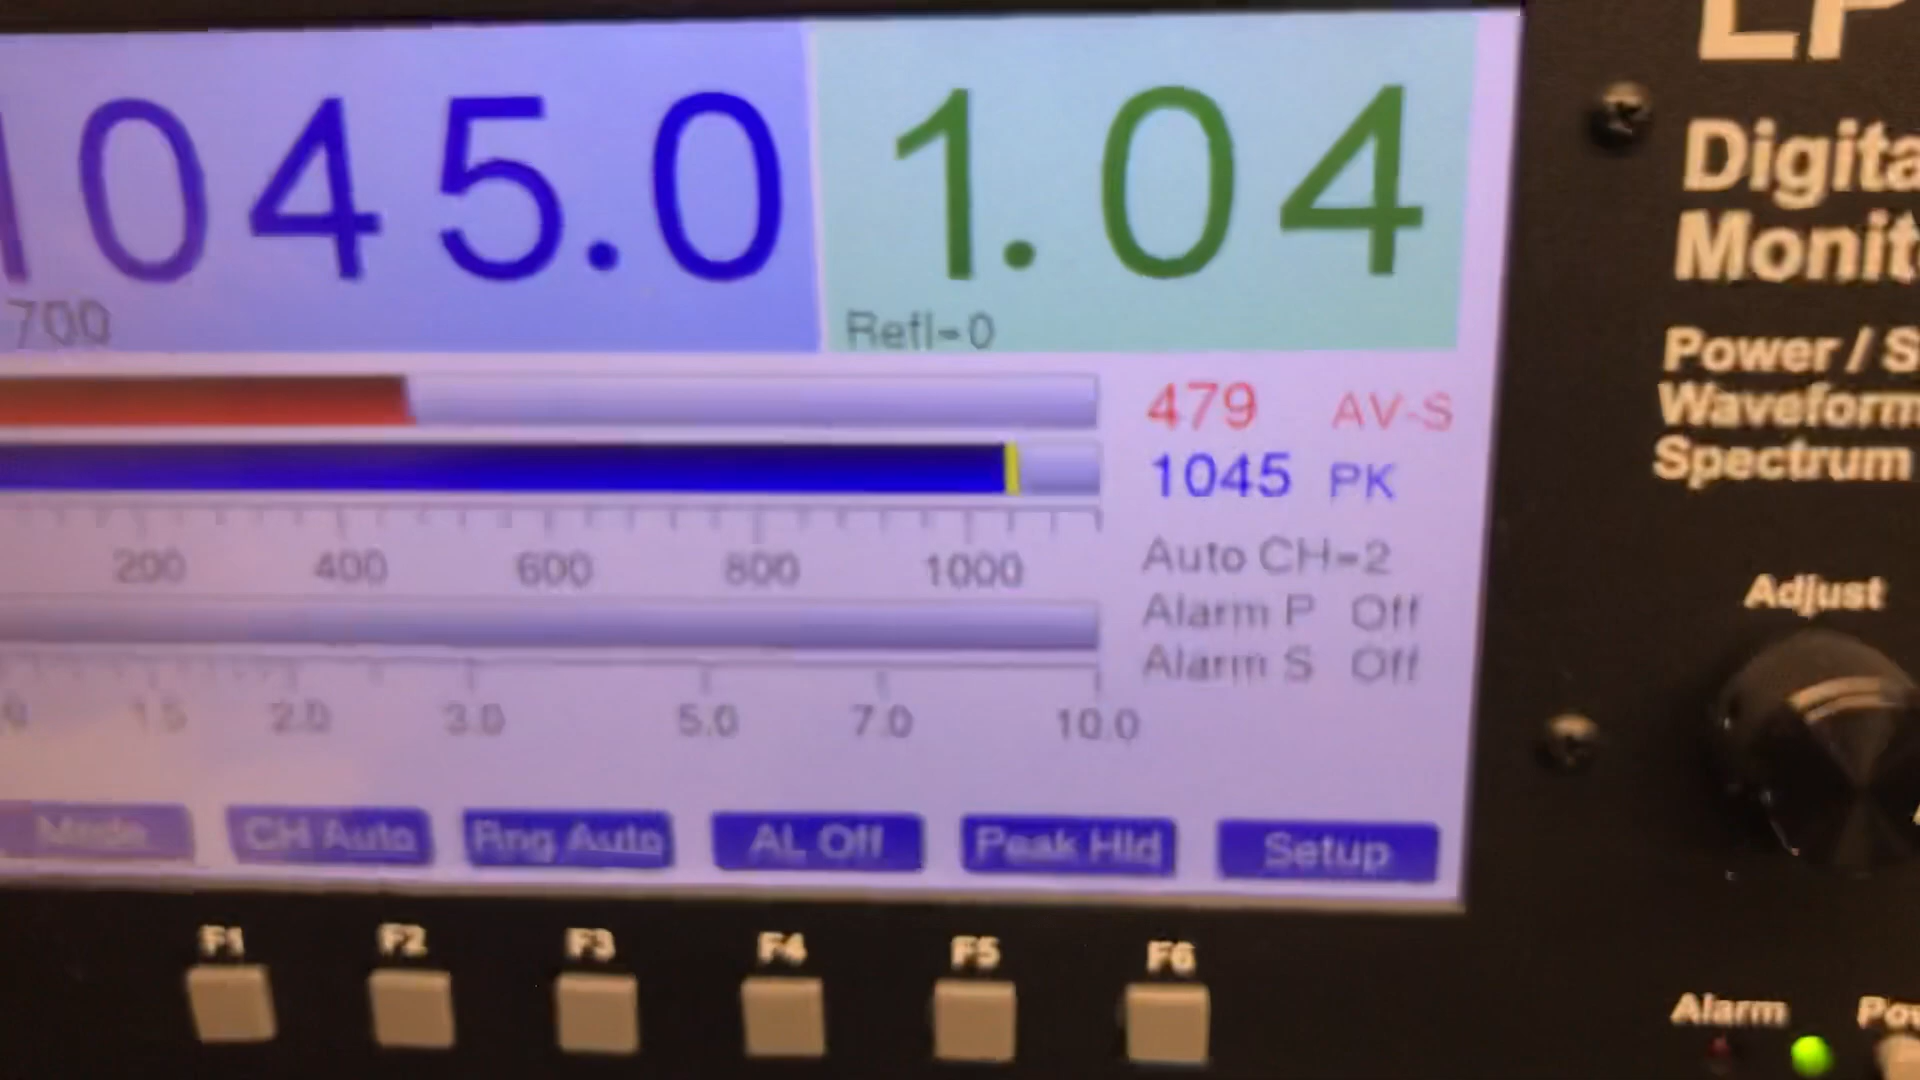 LP
1045.0 1.04
700 Refl=0
Digita
Monit
Power / S
Waveform
Spectrum
479 AV-S
1045 PK
200 400 600 800 1000
Auto CH=2
Alarm P Off
Alarm S Off
1.5 2.0 3.0 5.0 7.0 10.0
Adjust
Mode CH Auto Rng Auto AL Off Peak Hld Setup
F1 F2 F3 F4 F5 F6
Alarm Pow